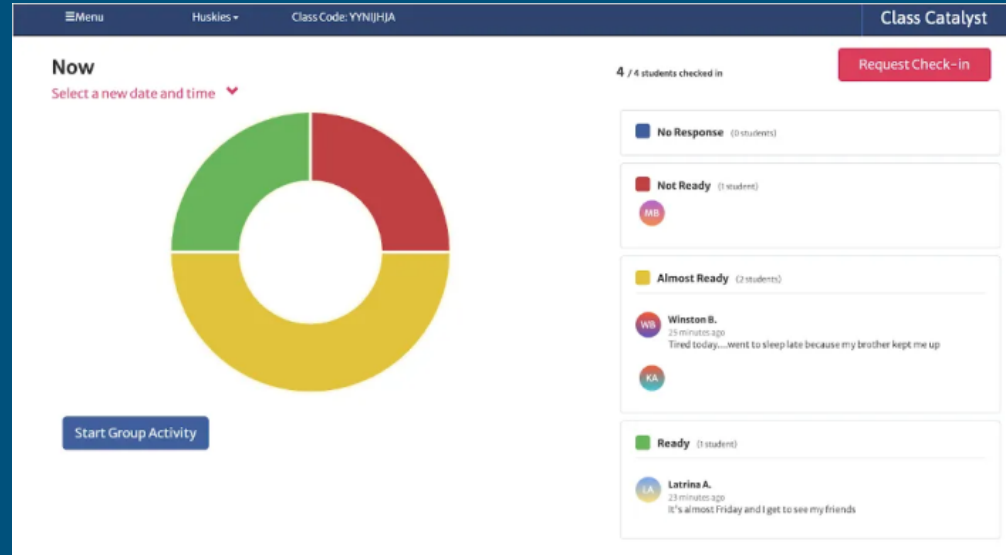 ☰Menu Huskies Class Code: YYNIJHJA Class Catalyst
Now
Select a new date and time
4 / 4 students checked in
Request Check-in
No Response (0 students)
Not Ready (1 student)
MB
Almost Ready (2 students)
WB
Winston B.
25 minutes ago
Tired today....went to sleep late because my brother kept me up
KA
Start Group Activity
Ready (1 student)
LA
Latrina A.
23 minutes ago
It's almost Friday and I get to see my friends